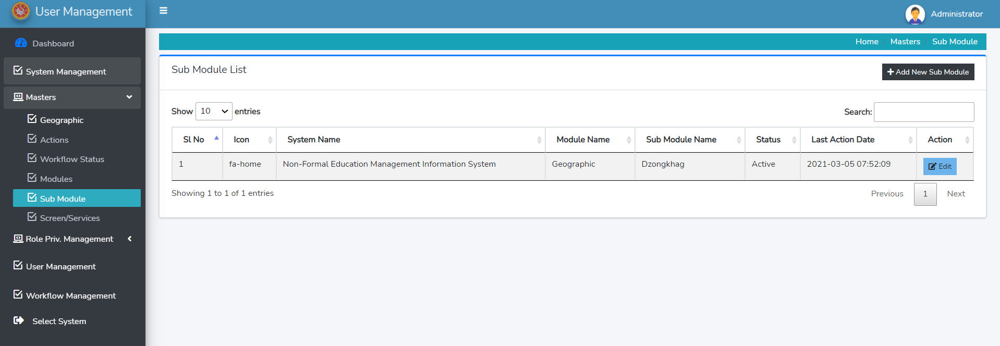 User Management
Administrator
Dashboard
System Management
Masters
Geographic
Actions
Workflow Status
Modules
Sub Module
Screen/Services
Role Priv. Management
User Management
Workflow Management
Select System
Home / Masters / Sub Module
Sub Module List
Add New Sub Module
Show 10 entries
Search:
Sl No Icon System Name Module Name Sub Module Name Status Last Action Date Action
1 fa-home Non-Formal Education Management Information System Geographic Dzongkhag Active 2021-03-05 07:52:09 Edit
Showing 1 to 1 of 1 entries
Previous 1 Next